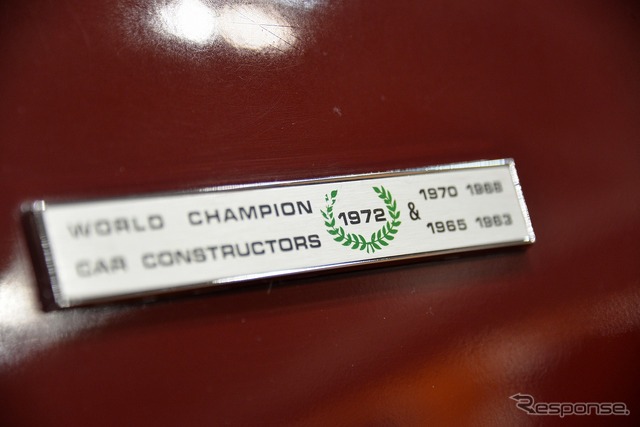 WORLD CHAMPION
CAR CONSTRUCTORS
1972
&
1970 1968
1965 1963
Response.